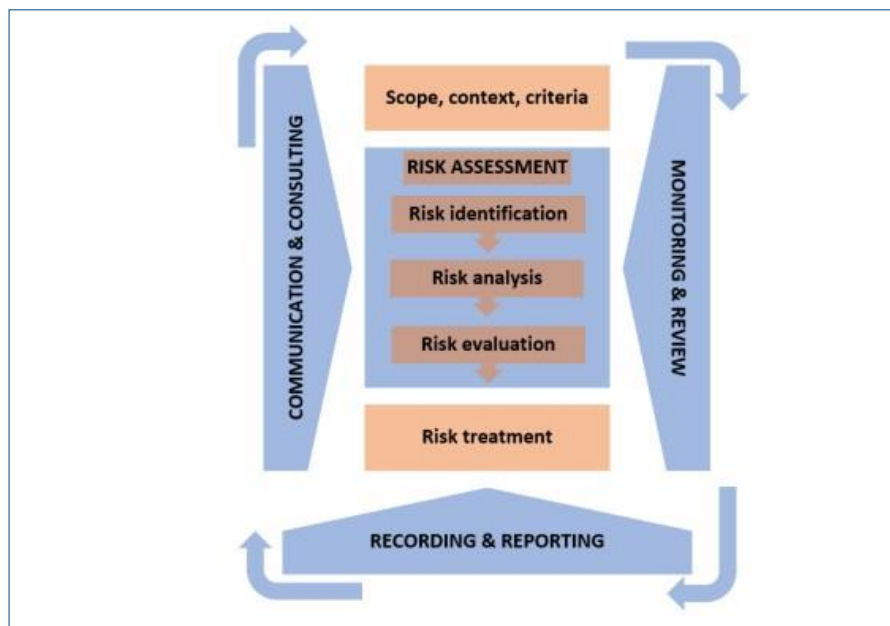 Scope, context, criteria
RISK ASSESSMENT
Risk identification
Risk analysis
Risk evaluation
Risk treatment
COMMUNICATION & CONSULTING
MONITORING & REVIEW
RECORDING & REPORTING